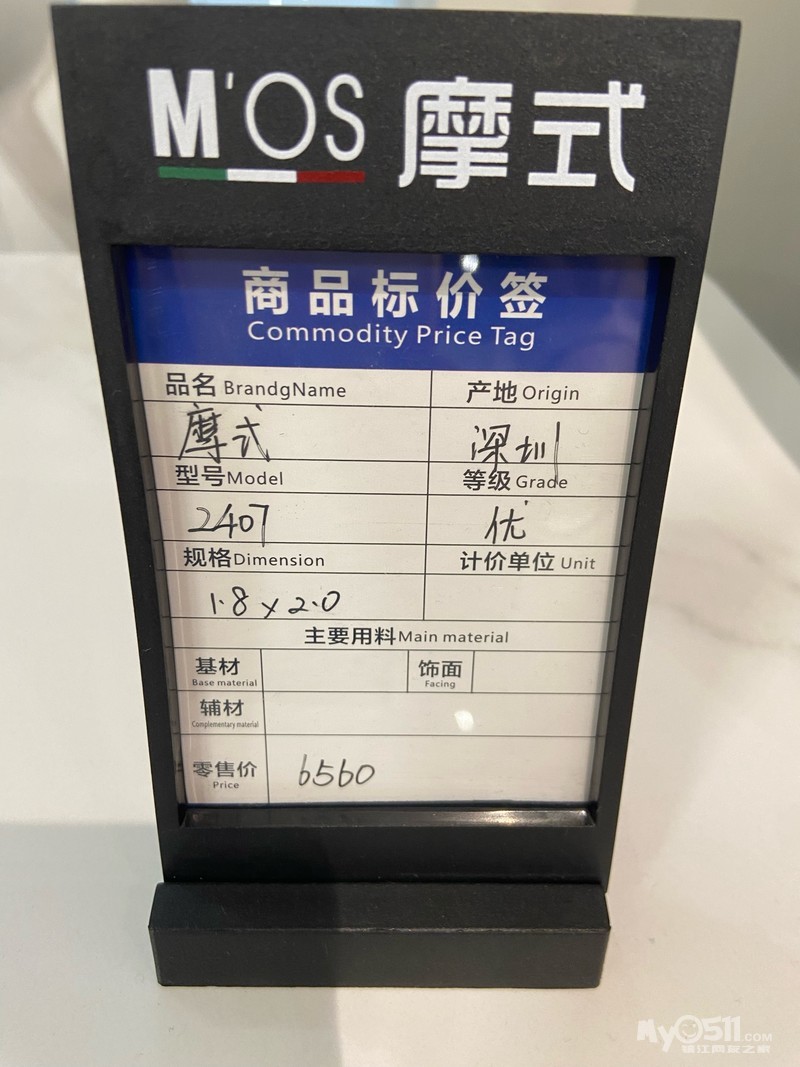 M'OS 摩式
商品标价签
Commodity Price Tag
品名 BrandgName 产地 Origin
摩式 深圳
型号 Model 等级 Grade
2407 优
规格 Dimension 计价单位 Unit
1.8 x 2.0
主要用料 Main material
基材 饰面
Base material Facing
辅材
Complementary material
零售价 6560
Price
My0511.COM
镇江网友之家